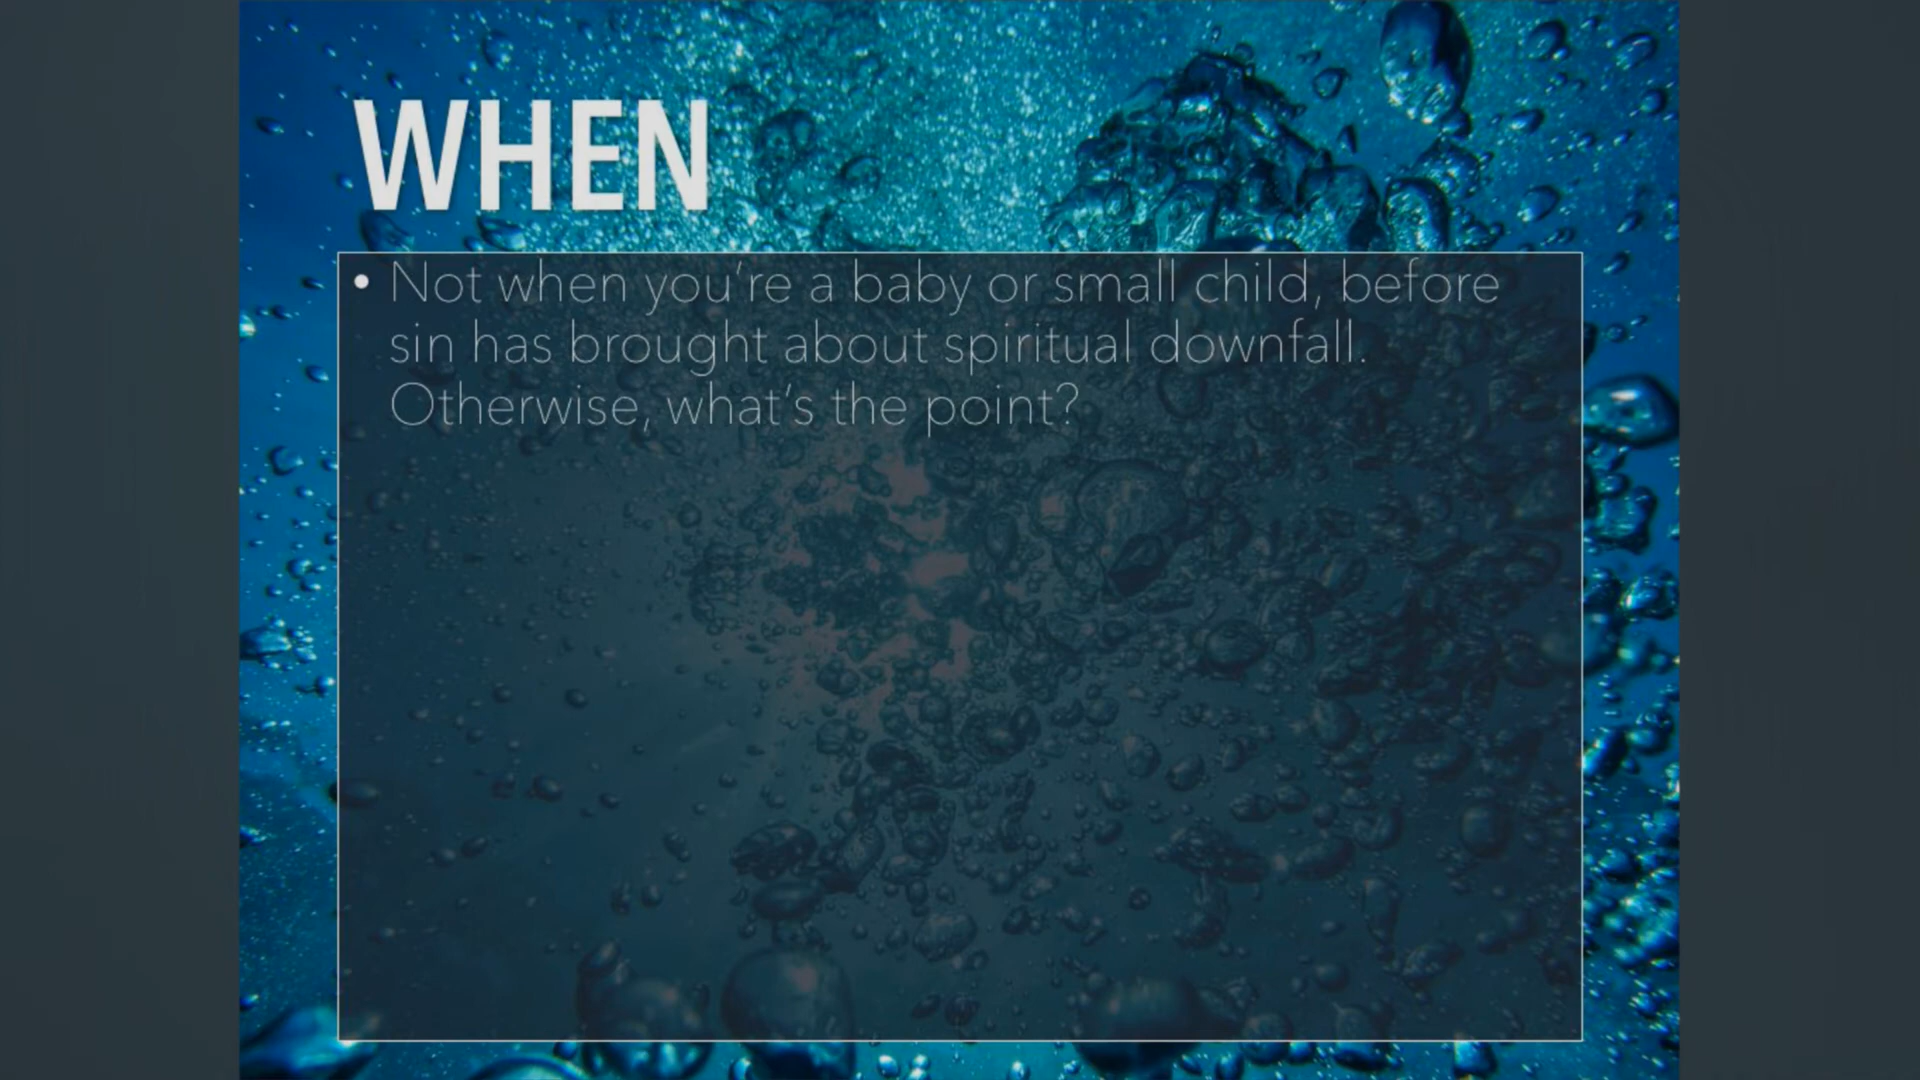 WHEN
• Not when you’re a baby or small child, before
sin has brought about spiritual downfall.
Otherwise, what’s the point?